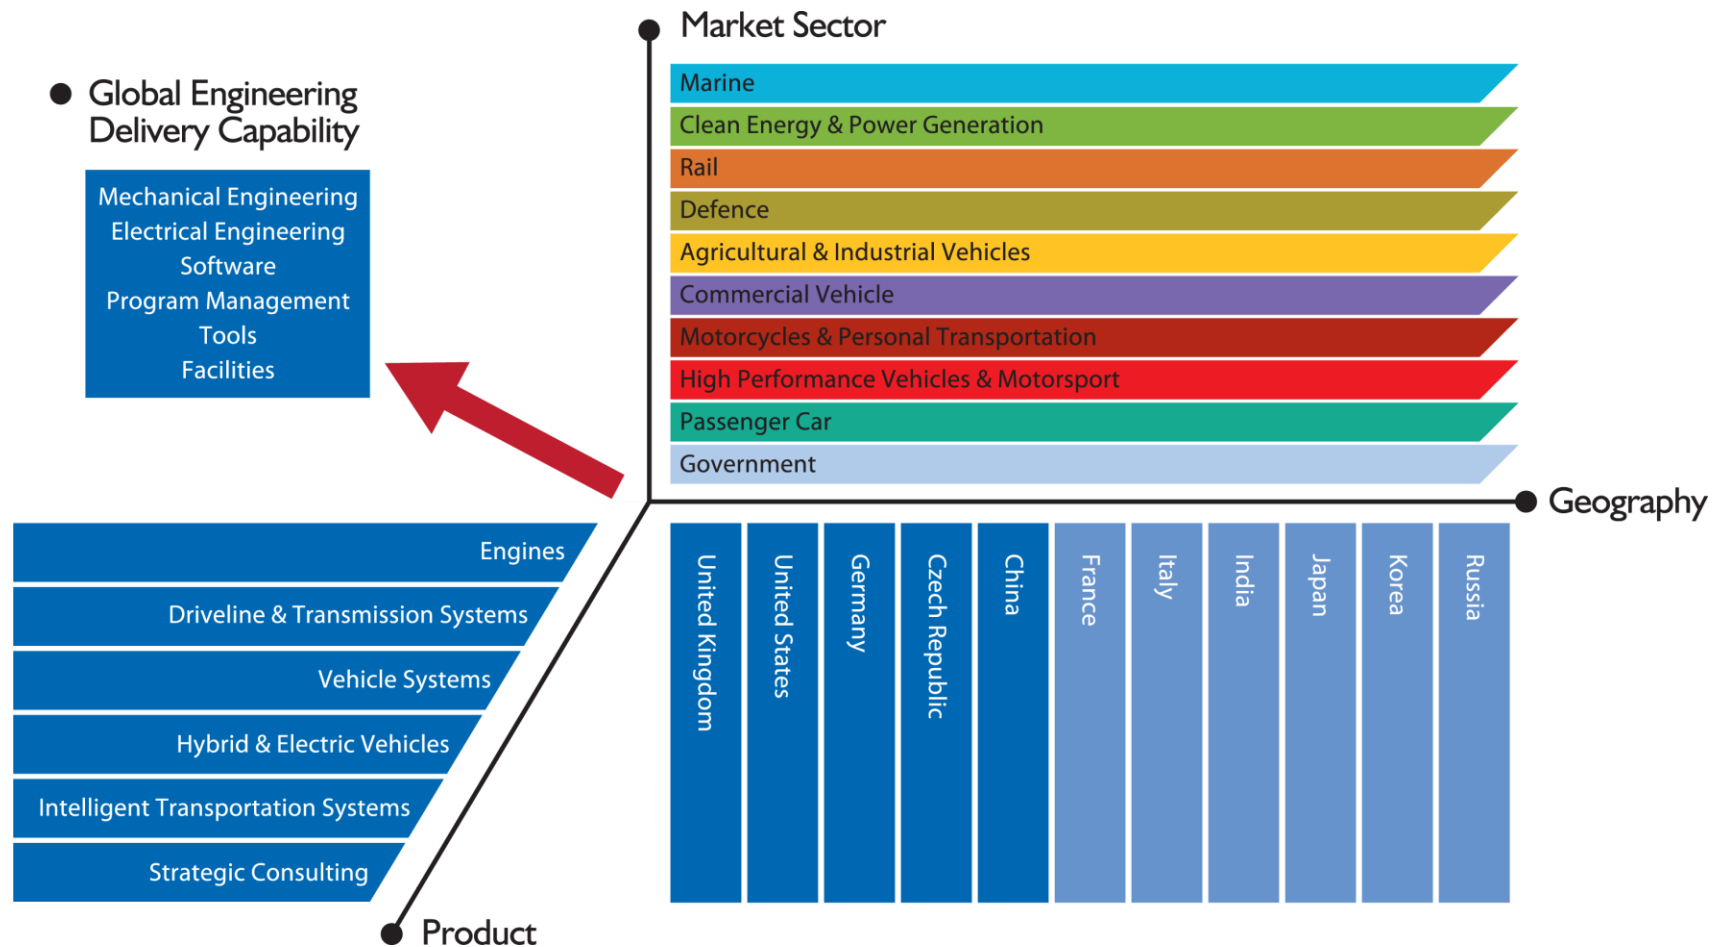 Market Sector
Global Engineering
Delivery Capability
Mechanical Engineering
Electrical Engineering
Software
Program Management
Tools
Facilities
Marine
Clean Energy & Power Generation
Rail
Defence
Agricultural & Industrial Vehicles
Commercial Vehicle
Motorcycles & Personal Transportation
High Performance Vehicles & Motorsport
Passenger Car
Government
Geography
Engines
Driveline & Transmission Systems
Vehicle Systems
Hybrid & Electric Vehicles
Intelligent Transportation Systems
Strategic Consulting
Product
United Kingdom
United States
Germany
Czech Republic
China
France
Italy
India
Japan
Korea
Russia